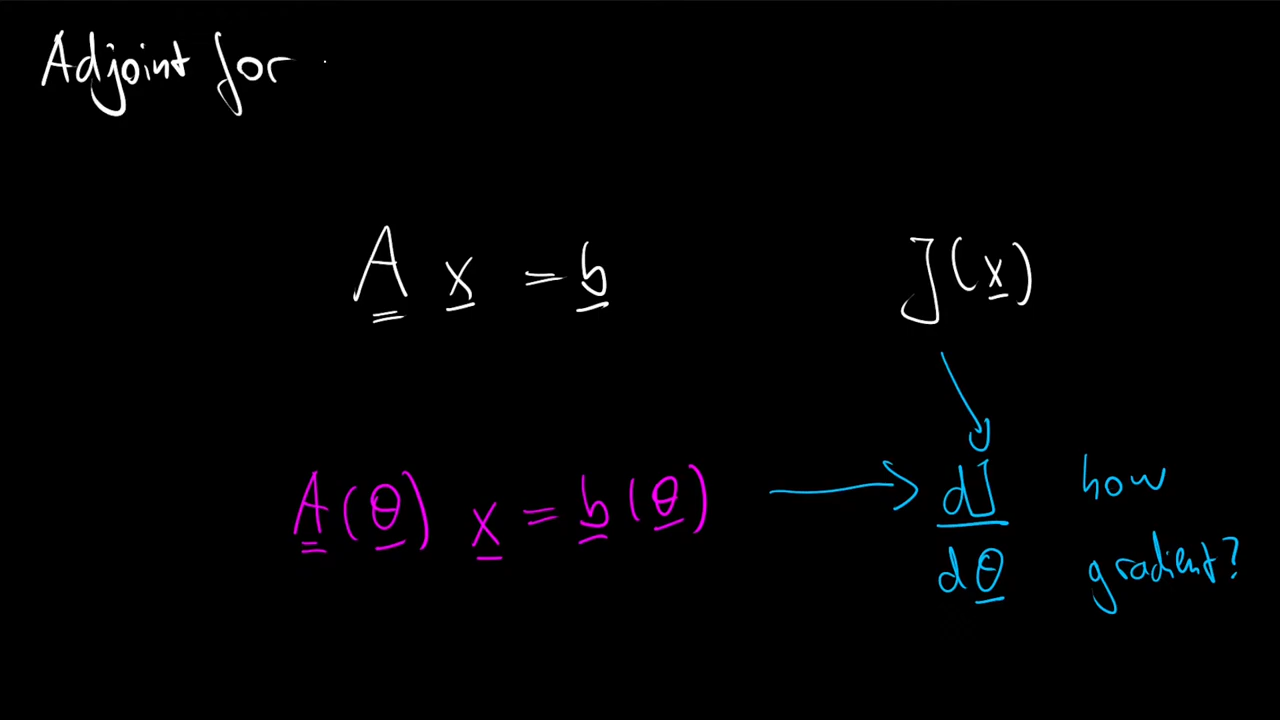 Adjoint for
A x = b
J(x)
A(θ) x = b(θ)
dJ
dθ
how
gradient?